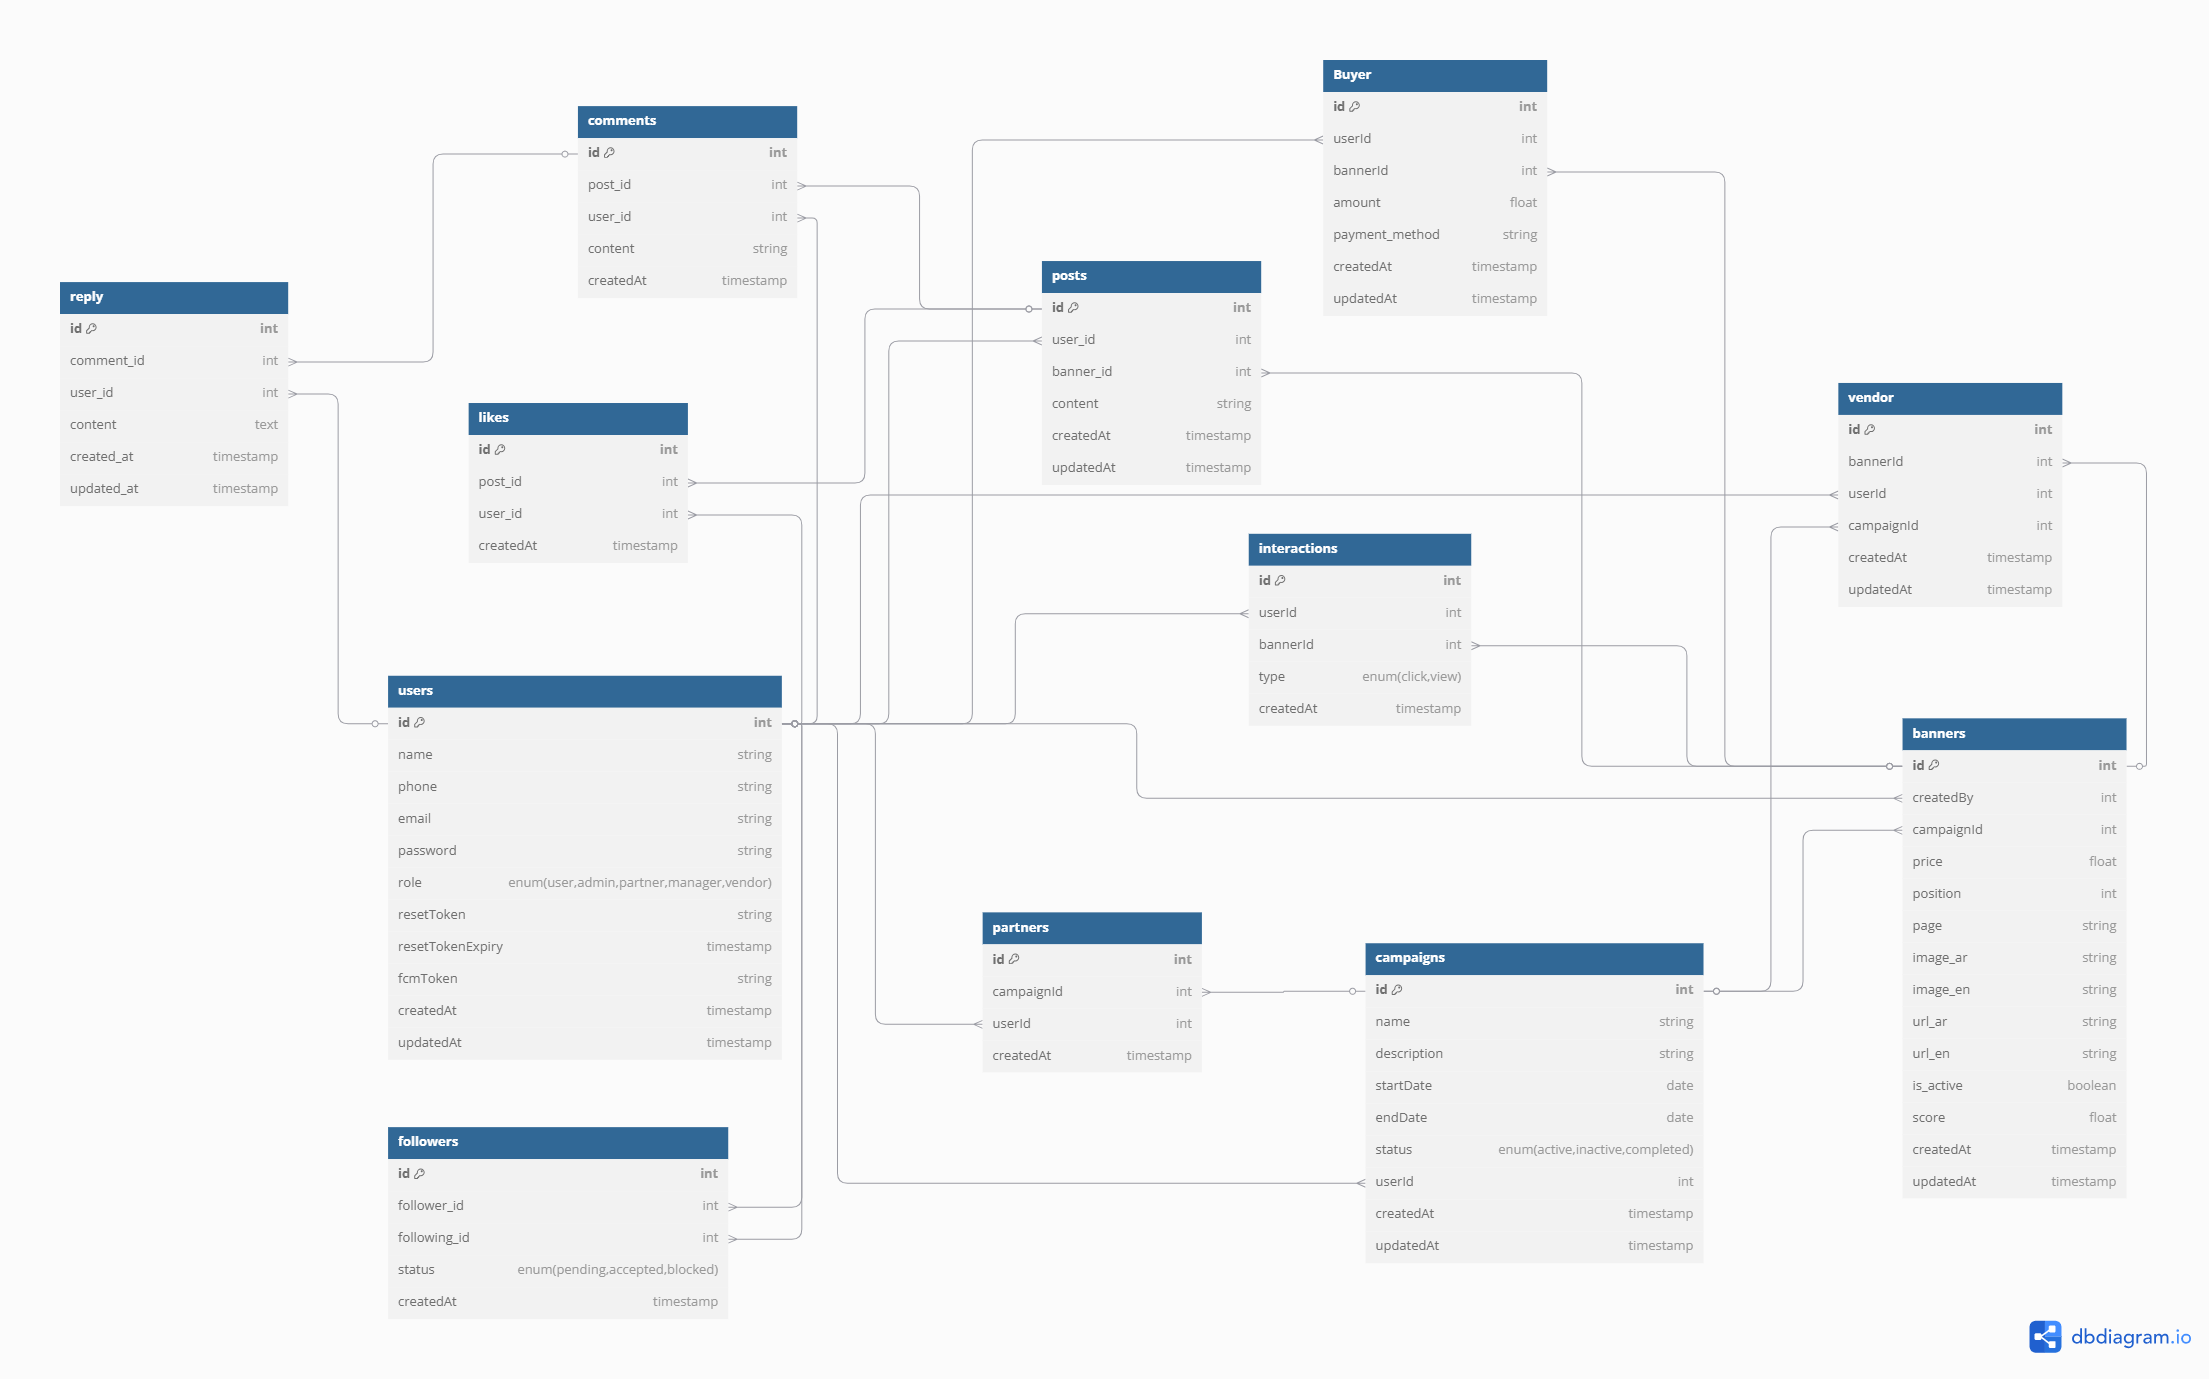 Buyer
id int
userId int
bannerId int
amount float
payment_method string
createdAt timestamp
updatedAt timestamp
comments
id int
post_id int
user_id int
content string
createdAt timestamp
posts
id int
user_id int
banner_id int
content string
createdAt timestamp
updatedAt timestamp
reply
id int
comment_id int
user_id int
content text
created_at timestamp
updated_at timestamp
likes
id int
post_id int
user_id int
createdAt timestamp
vendor
id int
bannerId int
userId int
campaignId int
createdAt timestamp
updatedAt timestamp
interactions
id int
userId int
bannerId int
type enum(click,view)
createdAt timestamp
users
id int
name string
phone string
email string
password string
role enum(user,admin,partner,manager,vendor)
resetToken string
resetTokenExpiry timestamp
fcmToken string
createdAt timestamp
updatedAt timestamp
banners
id int
createdBy int
campaignId int
price float
position int
page string
image_ar string
image_en string
url_ar string
url_en string
is_active boolean
score float
createdAt timestamp
updatedAt timestamp
partners
id int
campaignId int
userId int
createdAt timestamp
campaigns
id int
name string
description string
startDate date
endDate date
status enum(active,inactive,completed)
userId int
createdAt timestamp
updatedAt timestamp
followers
id int
follower_id int
following_id int
status enum(pending,accepted,blocked)
createdAt timestamp
dbdiagram.io